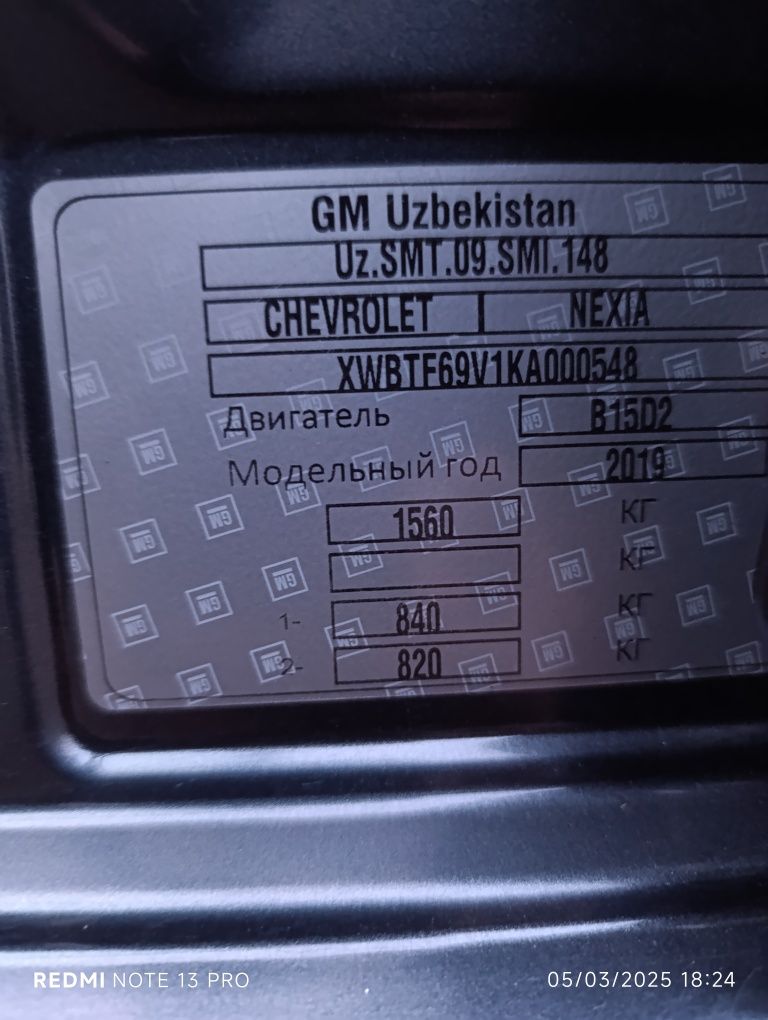 GM Uzbekistan
Uz.SMT.09.SMI.148
CHEVROLET NEXIA
XWBTF69V1KA000548
Двигатель B15D2
Модельный год 2019
1560 КГ
КГ
1- 840 КГ
2- 820 КГ
REDMI NOTE 13 PRO 05/03/2025 18:24